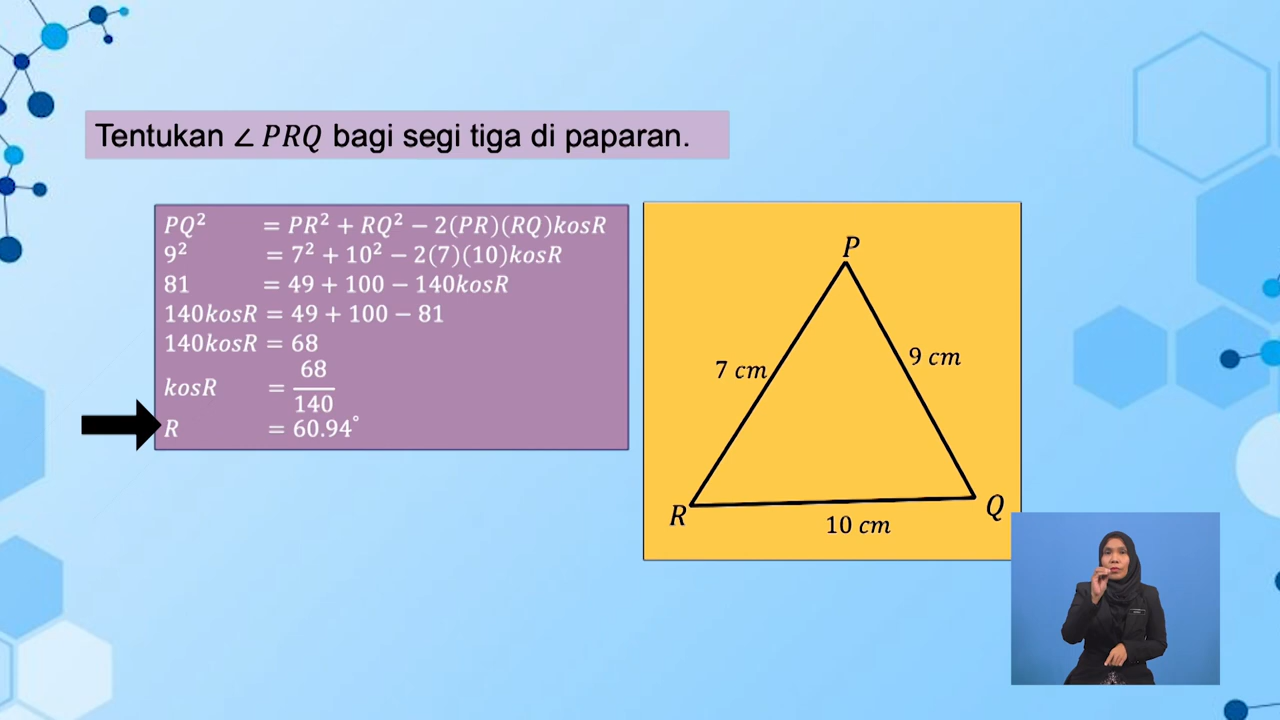 Tentukan ∠ PRQ bagi segi tiga di paparan.
PQ² = PR² + RQ² − 2(PR)(RQ)kosR
9² = 7² + 10² − 2(7)(10)kosR
81 = 49 + 100 − 140kosR
140kosR = 49 + 100 − 81
140kosR = 68
kosR = 68/140
R = 60.94°
P
7 cm
9 cm
R
Q
10 cm